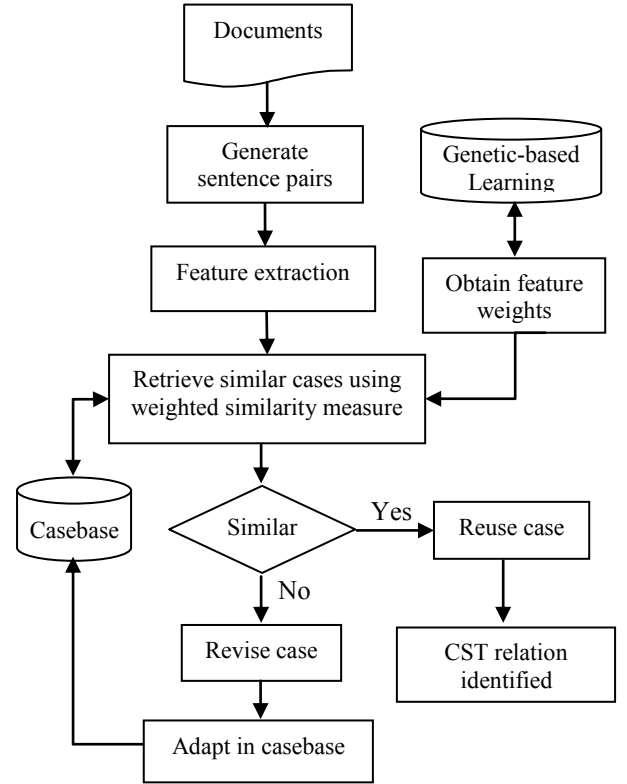 Documents
Generate
sentence pairs
Genetic-based
Learning
Feature extraction
Obtain feature
weights
Retrieve similar cases using
weighted similarity measure
Casebase
Similar
Yes
Reuse case
No
Revise case
CST relation
identified
Adapt in casebase